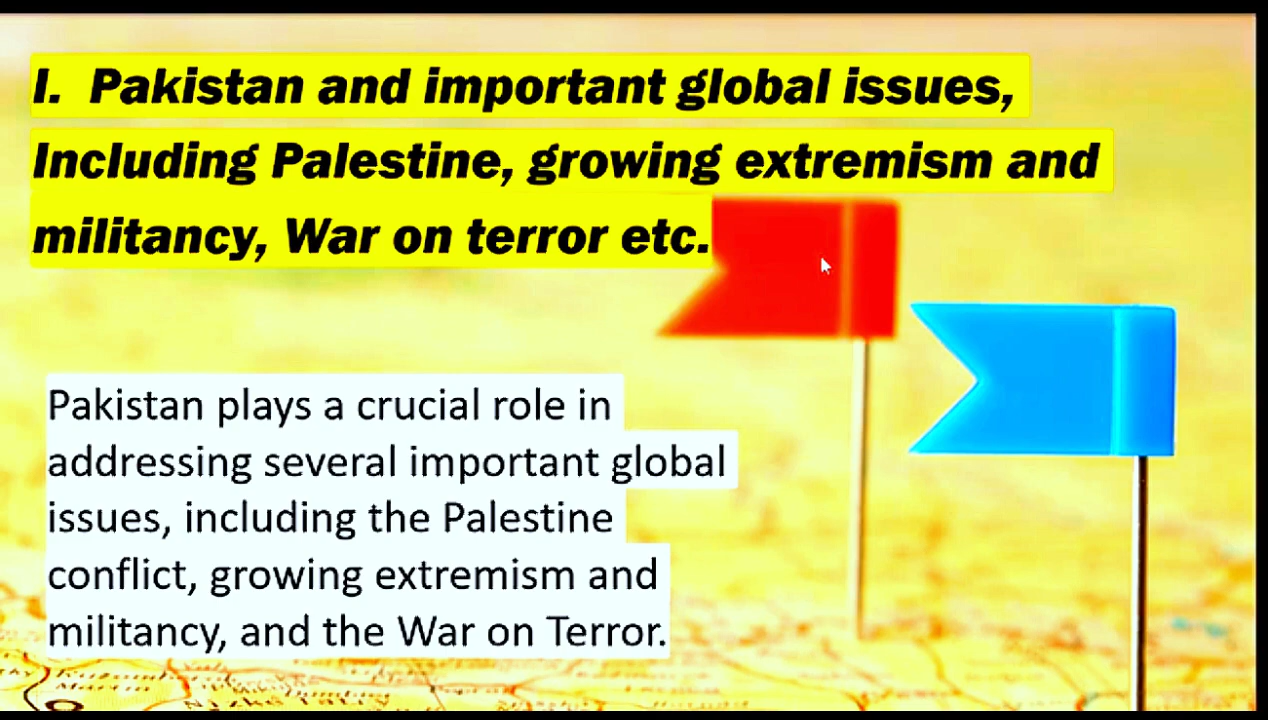 I. Pakistan and important global issues,
Including Palestine, growing extremism and
militancy, War on terror etc.
Pakistan plays a crucial role in
addressing several important global
issues, including the Palestine
conflict, growing extremism and
militancy, and the War on Terror.